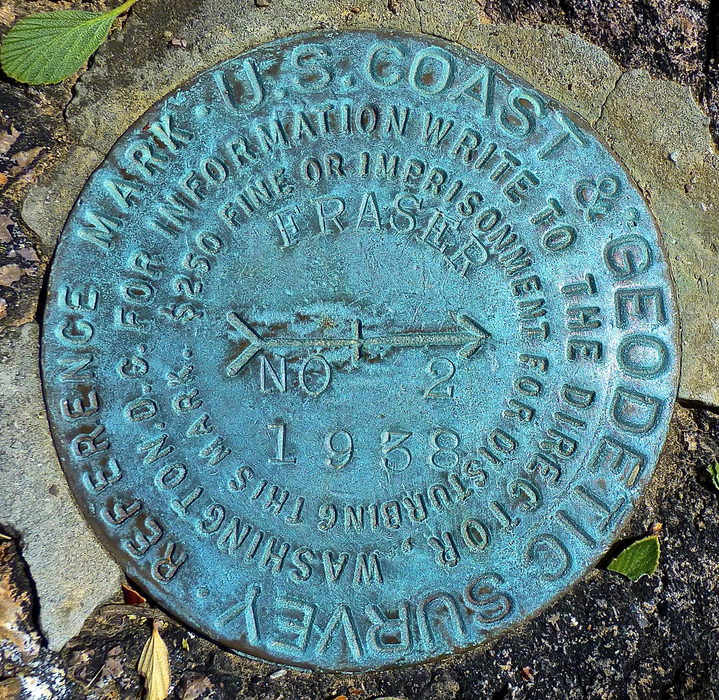 U.S. COAST & GEODETIC SURVEY
REFERENCE MARK
FOR INFORMATION WRITE TO THE DIRECTOR, WASHINGTON, D.C.
$250 FINE OR IMPRISONMENT FOR DISTURBING THIS MARK.
FRASER
NO 2
1938